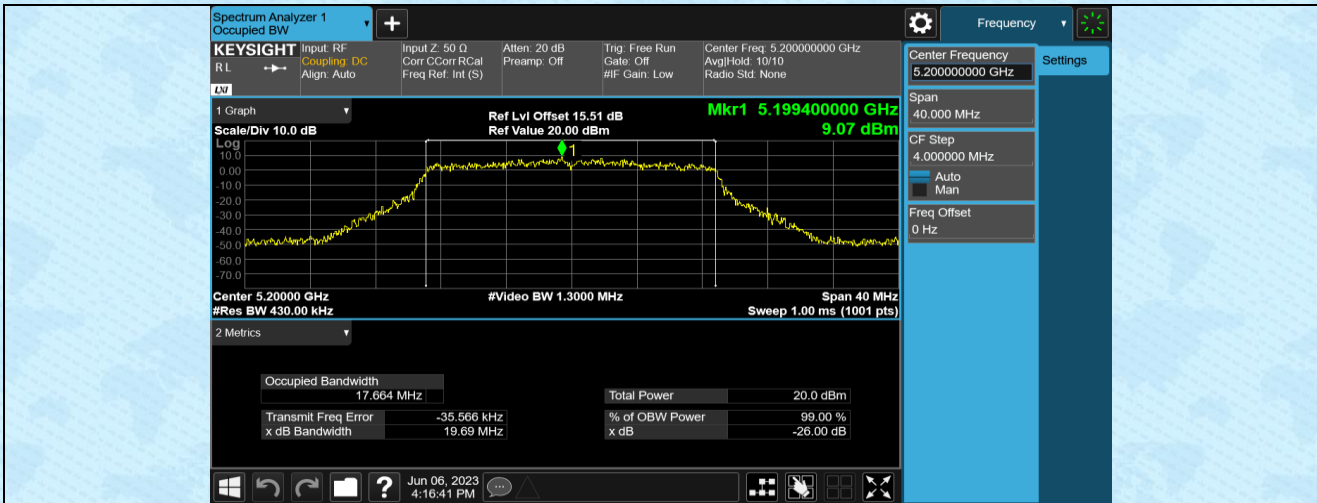 Spectrum Analyzer 1
Occupied BW
Frequency
KEYSIGHT
R L
LXI
Input: RF
Coupling: DC
Align: Auto
Input Z: 50 Ω
Corr CCorr RCal
Freq Ref: Int (S)
Atten: 20 dB
Preamp: Off
Trig: Free Run
Gate: Off
#IF Gain: Low
Center Freq: 5.200000000 GHz
Avg|Hold: 10/10
Radio Std: None
Center Frequency
5.200000000 GHz
Settings
Span
40.000 MHz
CF Step
4.000000 MHz
Auto
Man
Freq Offset
0 Hz
1 Graph
Scale/Div 10.0 dB
Ref Lvl Offset 15.51 dB
Ref Value 20.00 dBm
Mkr1 5.199400000 GHz
9.07 dBm
Log
10.0
0.00
-10.0
-20.0
-30.0
-40.0
-50.0
-60.0
-70.0
1
Center 5.20000 GHz
#Video BW 1.3000 MHz
Span 40 MHz
#Res BW 430.00 kHz
Sweep 1.00 ms (1001 pts)
2 Metrics
Occupied Bandwidth
17.664 MHz
Total Power 20.0 dBm
Transmit Freq Error -35.566 kHz
% of OBW Power 99.00 %
x dB Bandwidth 19.69 MHz
x dB -26.00 dB
?
Jun 06, 2023
4:16:41 PM